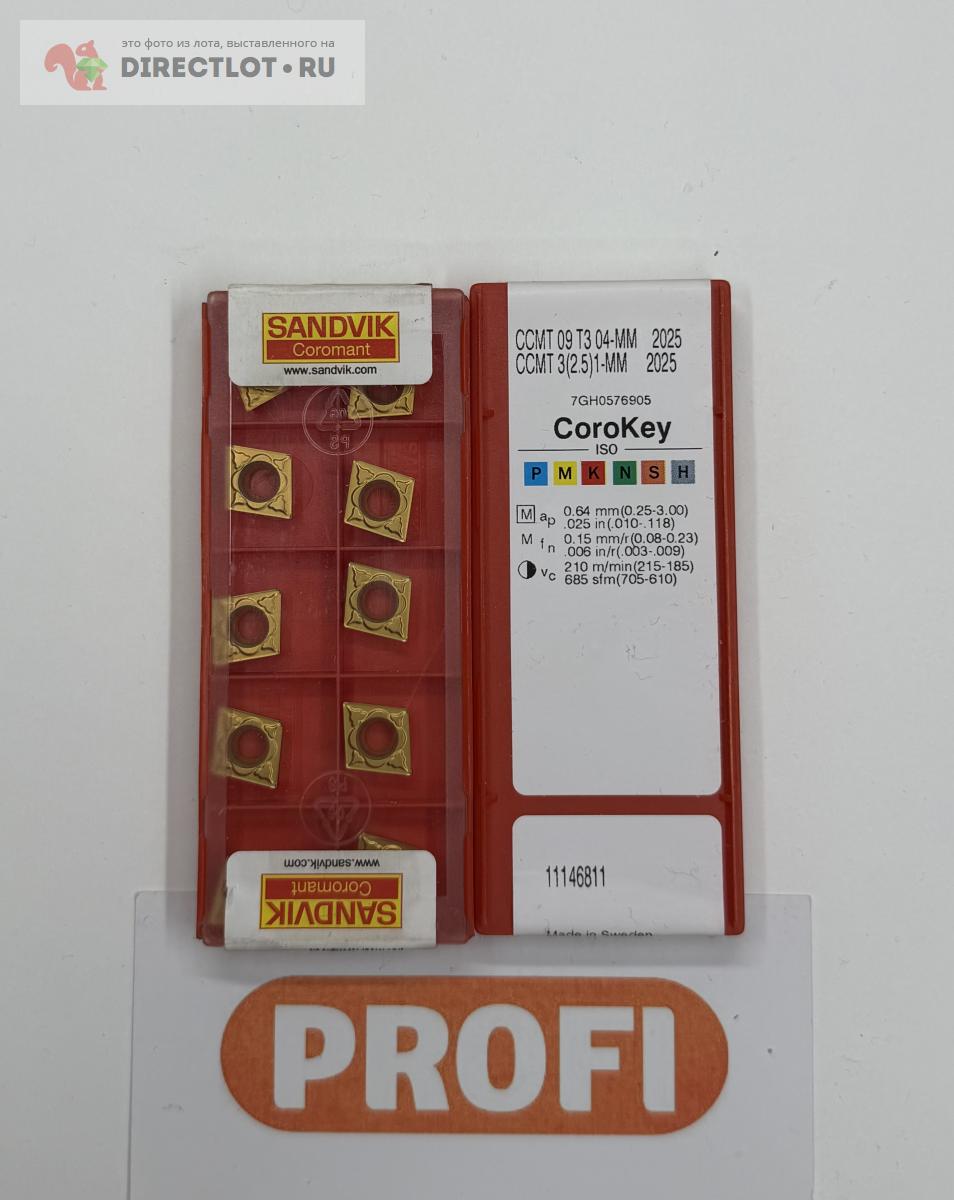 это фото из лота, выставленного на
DIRECTLOT•RU
SANDVIK
Coromant
www.sandvik.com
www.sandvik.com
Coromant
SANDVIK
CCMT 09 T3 04-MM 2025
CCMT 3(2.5)1-MM 2025
7GH0576905
CoroKey
ISO
P M K N S H
M ap 0.64 mm(0.25-3.00)
.025 in(.010-.118)
M fn 0.15 mm/r(0.08-0.23)
.006 in/r(.003-.009)
vc 210 m/min(215-185)
685 sfm(705-610)
11146811
Made in Sweden
PROFI